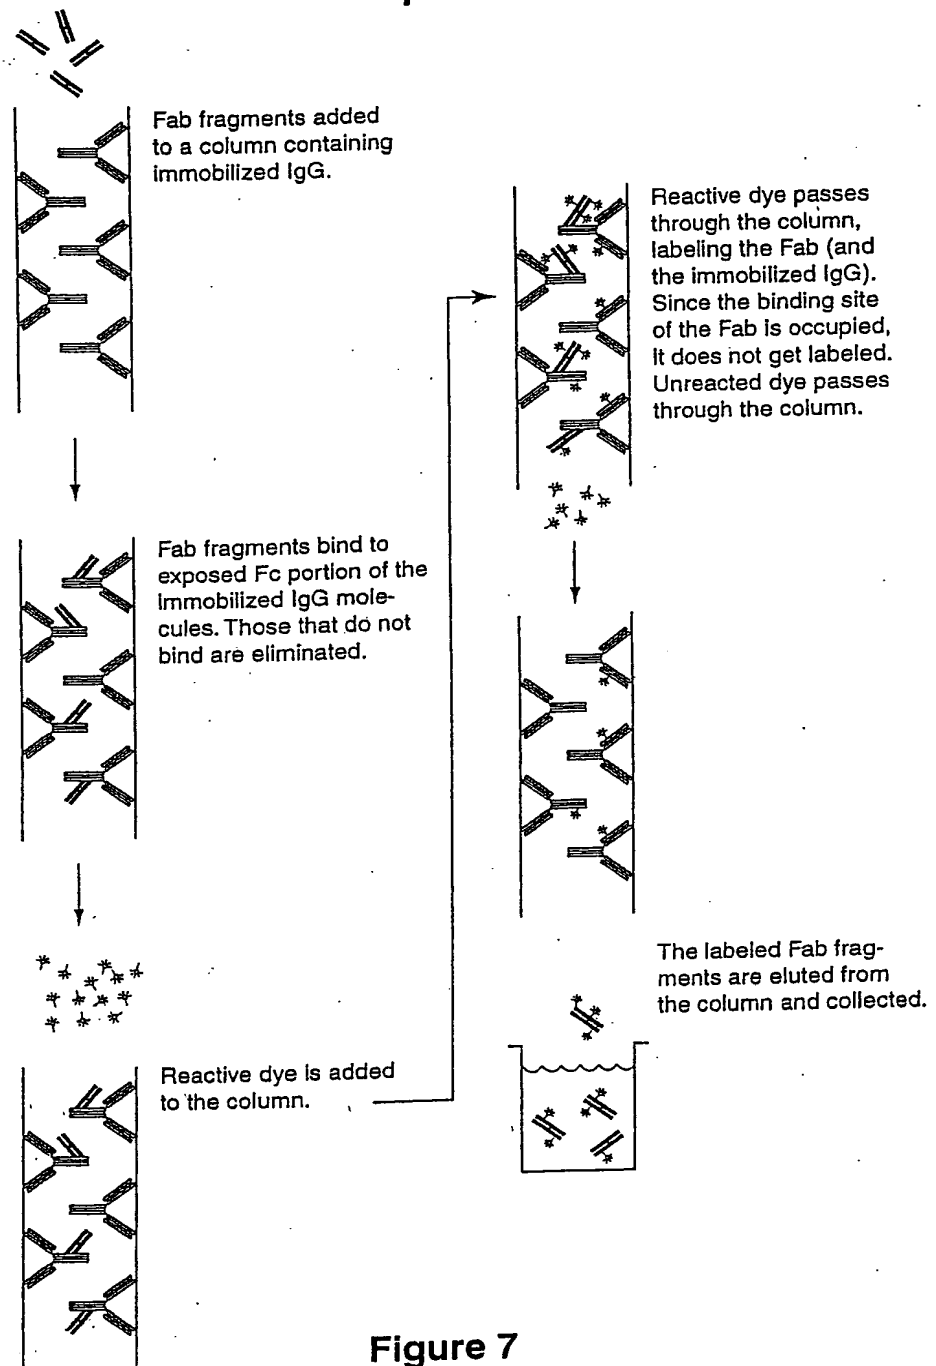 Fab fragments added
to a column containing
immobilized IgG.
Fab fragments bind to
exposed Fc portion of the
immobilized IgG mole-
cules. Those that do not
bind are eliminated.
Reactive dye is added
to the column.
Reactive dye passes
through the column,
labeling the Fab (and
the immobilized IgG).
Since the binding site
of the Fab is occupied,
it does not get labeled.
Unreacted dye passes
through the column.
The labeled Fab frag-
ments are eluted from
the column and collected.
Figure 7